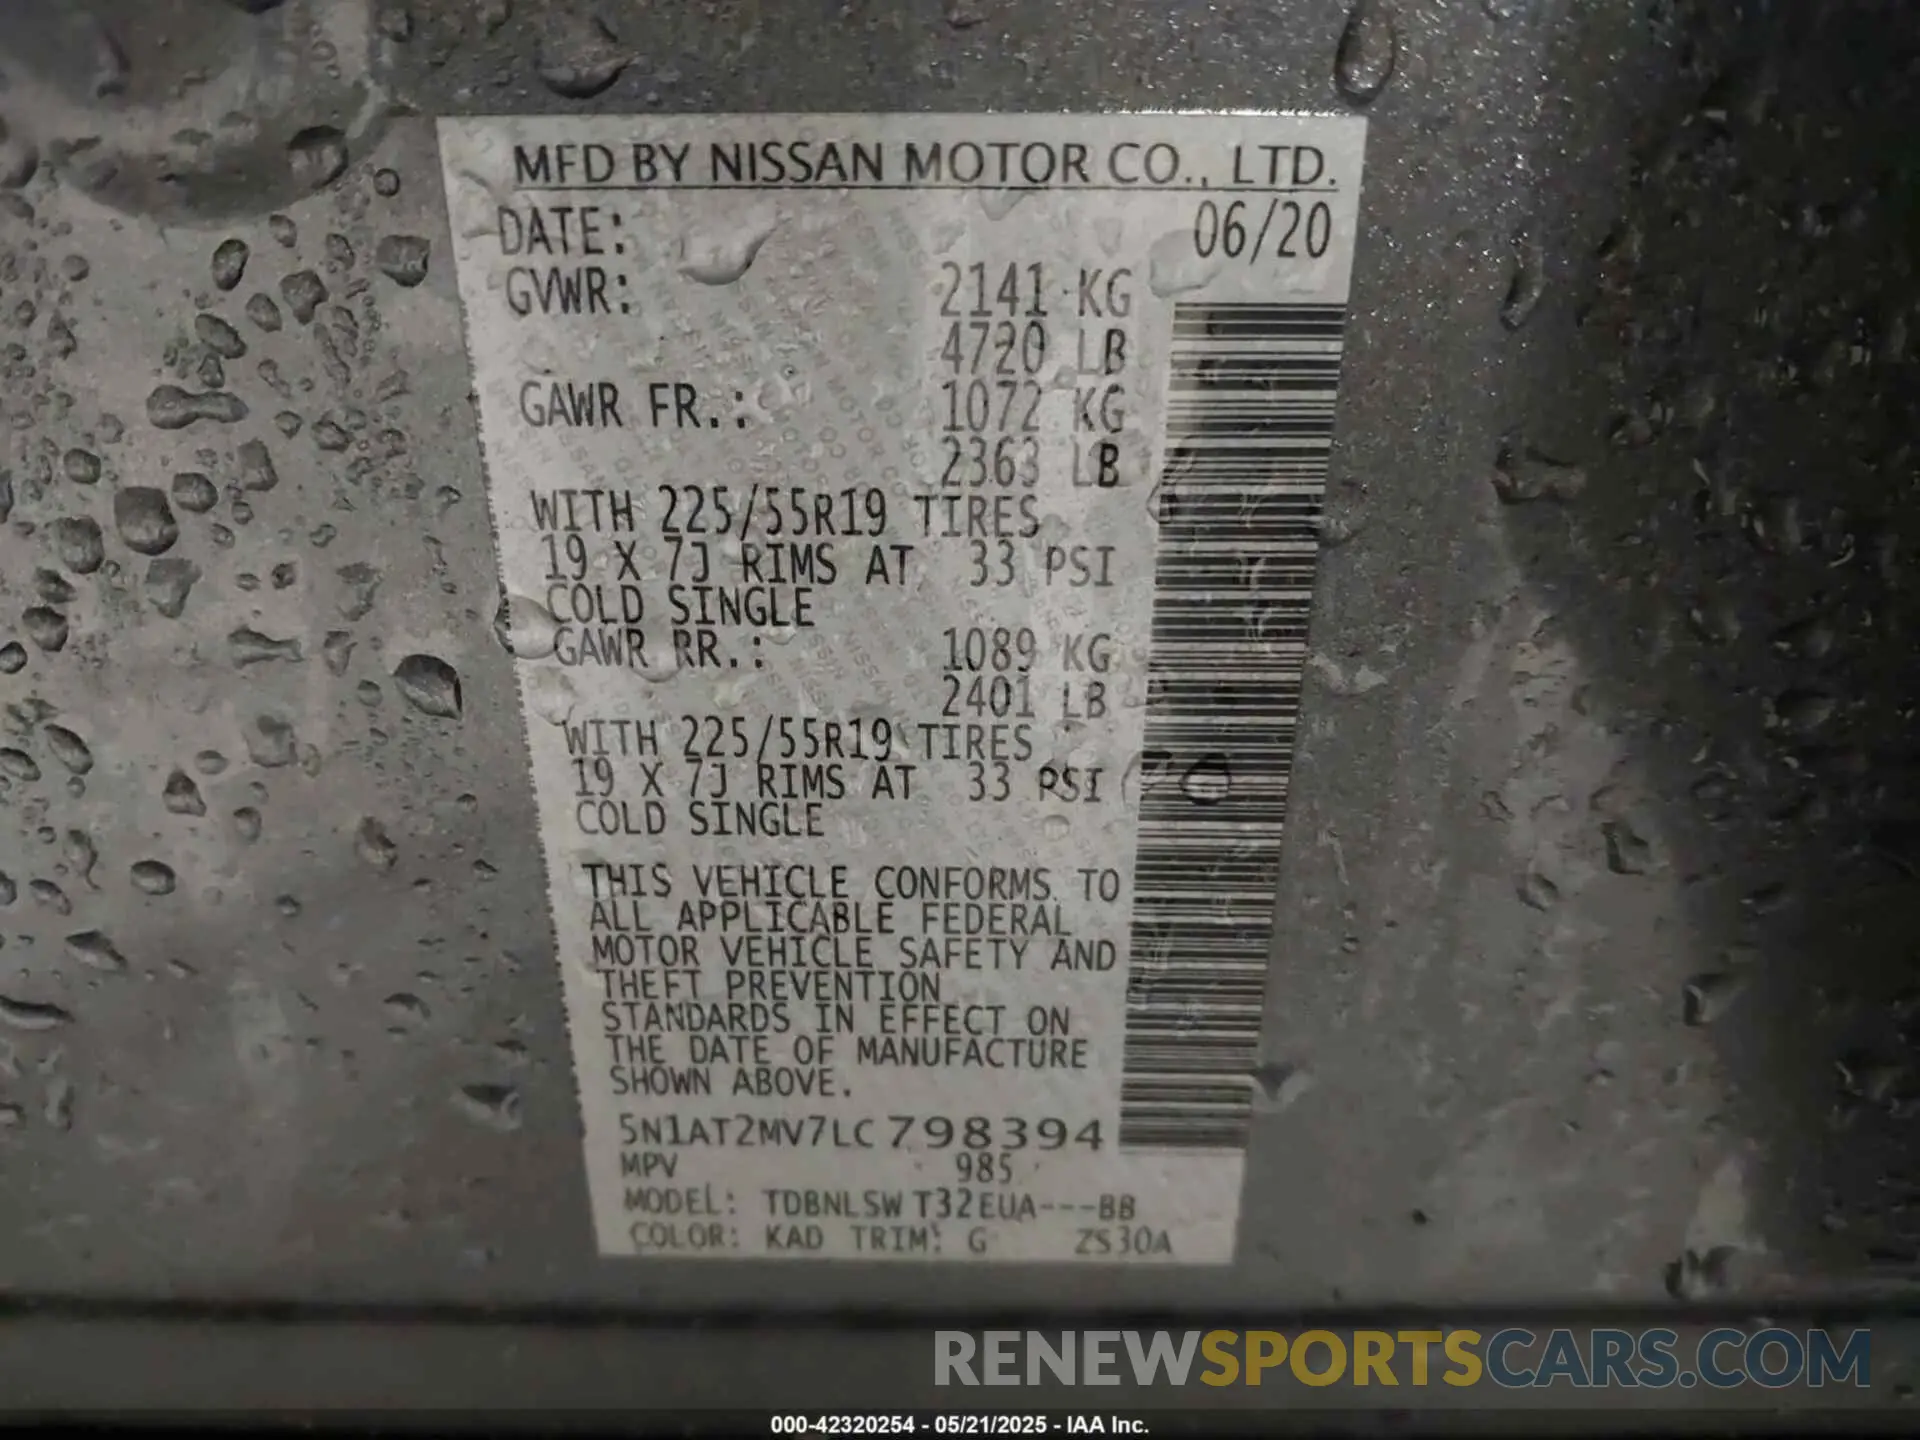 MFD BY NISSAN MOTOR CO., LTD.
DATE: 06/20
GVWR: 2141 KG
4720 LB
GAWR FR.: 1072 KG
2363 LB
WITH 225/55R19 TIRES
19 X 7J RIMS AT 33 PSI
COLD SINGLE
GAWR RR.: 1089 KG
2401 LB
WITH 225/55R19 TIRES
19 X 7J RIMS AT 33 PSI
COLD SINGLE
THIS VEHICLE CONFORMS TO
ALL APPLICABLE FEDERAL
MOTOR VEHICLE SAFETY AND
THEFT PREVENTION
STANDARDS IN EFFECT ON
THE DATE OF MANUFACTURE
SHOWN ABOVE.
5N1AT2MV7LC798394
MPV 985
MODEL: TDBNLSW T32EUA---BB
COLOR: KAD TRIM: G ZS30A
RENEWSPORTSCARS.COM
000-42320254 - 05/21/2025 - IAA Inc.